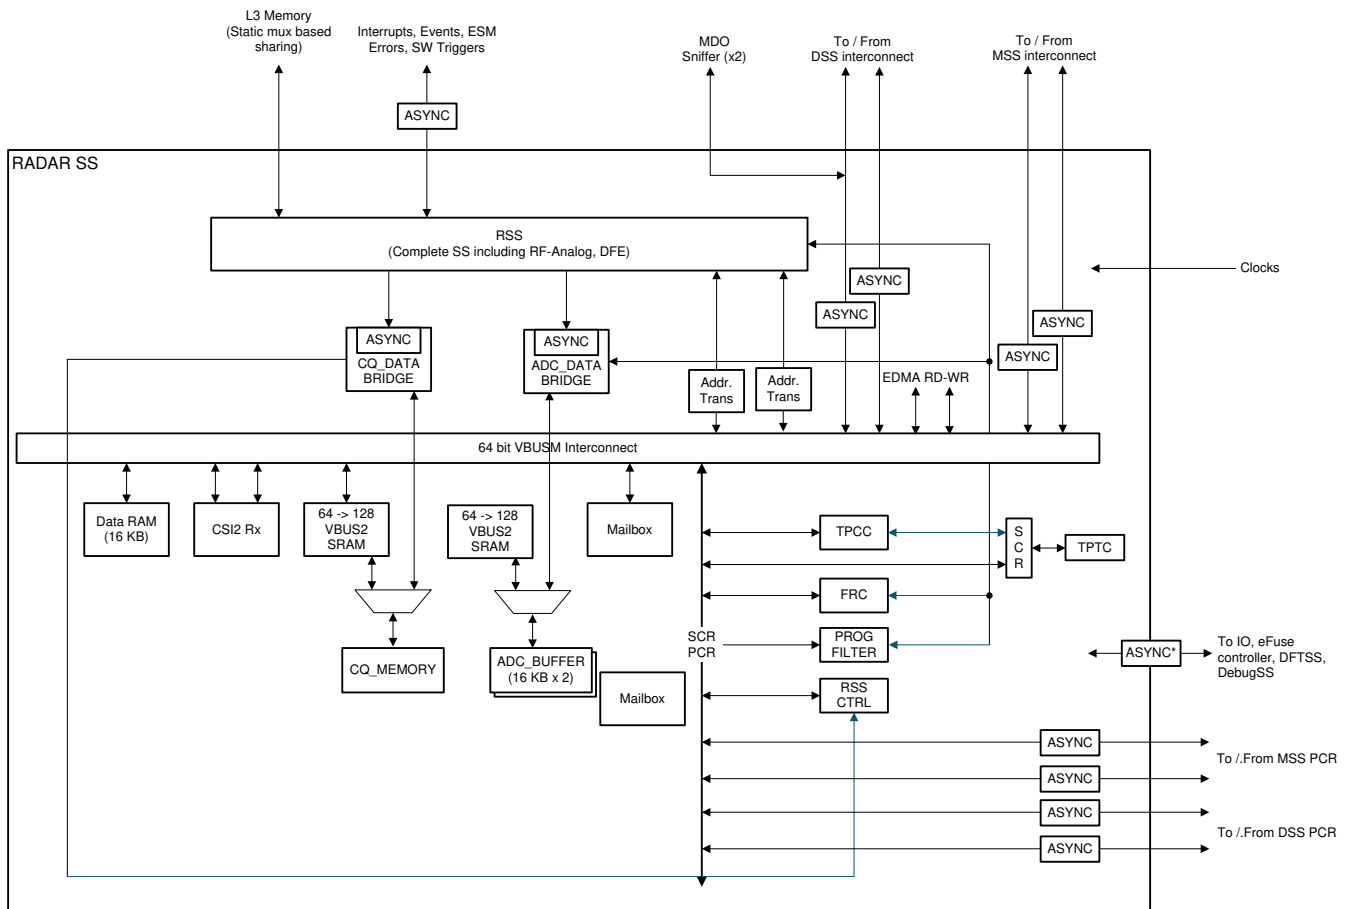 L3 Memory
(Static mux based
sharing)
Interrupts, Events, ESM
Errors, SW Triggers
MDO
Sniffer (x2)
To / From
DSS interconnect
To / From
MSS interconnect
ASYNC
RADAR SS
RSS
(Complete SS including RF-Analog, DFE)
Clocks
ASYNC
ASYNC
ASYNC
ASYNC
ASYNC
CQ_DATA
BRIDGE
ASYNC
ADC_DATA
BRIDGE
Addr.
Trans
Addr.
Trans
EDMA RD-WR
64 bit VBUSM Interconnect
Data RAM
(16 KB)
CSI2 Rx
64 -> 128
VBUS2
SRAM
64 -> 128
VBUS2
SRAM
Mailbox
TPCC
S
C
R
TPTC
FRC
SCR
PCR
PROG
FILTER
CQ_MEMORY
ADC_BUFFER
(16 KB x 2)
Mailbox
RSS
CTRL
ASYNC*
To IO, eFuse
controller, DFTSS,
DebugSS
ASYNC
To /.From MSS PCR
ASYNC
ASYNC
To /.From DSS PCR
ASYNC